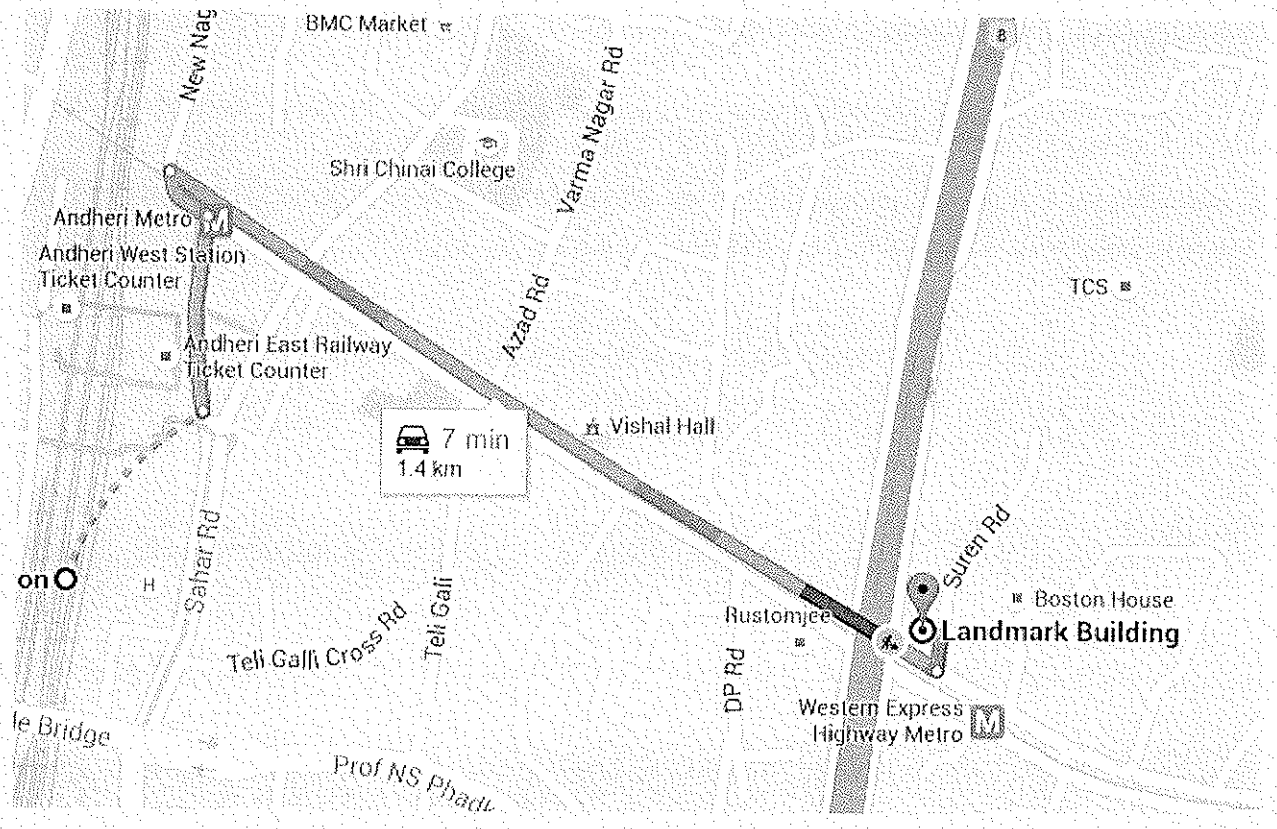 BMC Market
New Nag
Varma Nagar Rd
Shri Chinai College
Andheri Metro
M
Andheri West Station
Ticket Counter
TCS
Azad Rd
Andheri East Railway
Ticket Counter
7 min
1.4 km
Vishal Hall
Sahar Rd
Suren Rd
on
H
Teli Gali
Boston House
Rustomjee
Landmark Building
Teli Galli Cross Rd
DP Rd
Western Express
Highway Metro
M
le Bridge
Prof NS Phadk